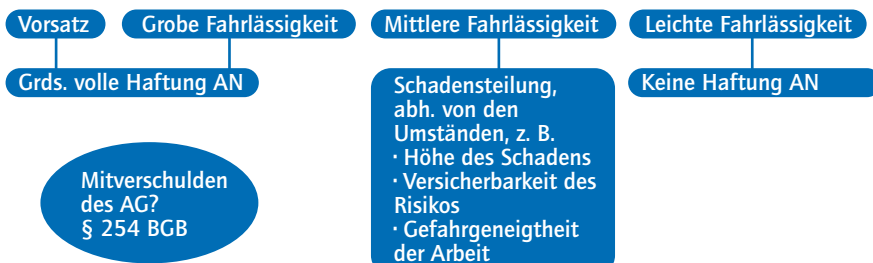 Vorsatz
Grobe Fahrlässigkeit
Mittlere Fahrlässigkeit
Leichte Fahrlässigkeit
Grds. volle Haftung AN
Schadensteilung,
abh. von den
Umständen, z. B.
· Höhe des Schadens
· Versicherbarkeit des
Risikos
· Gefahrgeneigtheit
der Arbeit
Keine Haftung AN
Mitverschulden
des AG?
§ 254 BGB